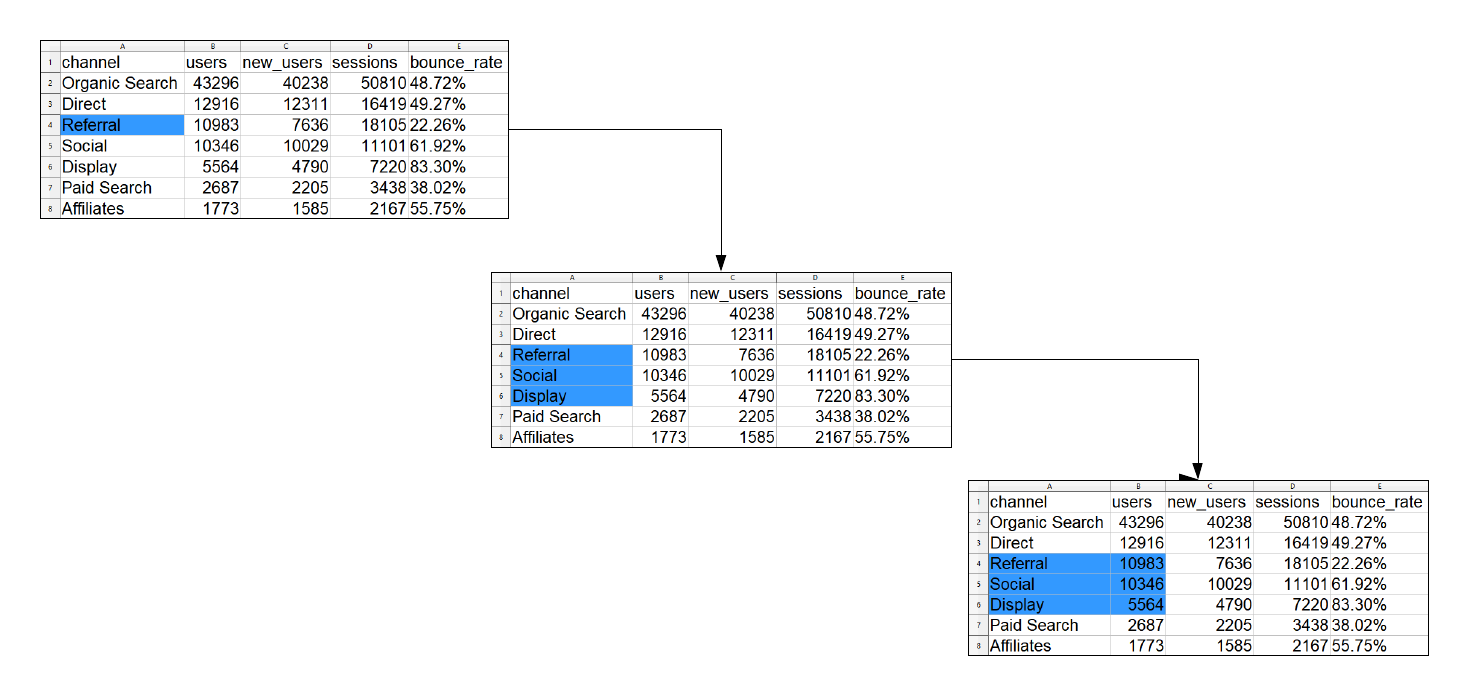 A B C D E
1 channel users new_users sessions bounce_rate
2 Organic Search 43296 40238 50810 48.72%
3 Direct 12916 12311 16419 49.27%
4 Referral 10983 7636 18105 22.26%
5 Social 10346 10029 11101 61.92%
6 Display 5564 4790 7220 83.30%
7 Paid Search 2687 2205 3438 38.02%
8 Affiliates 1773 1585 2167 55.75%
A B C D E
1 channel users new_users sessions bounce_rate
2 Organic Search 43296 40238 50810 48.72%
3 Direct 12916 12311 16419 49.27%
4 Referral 10983 7636 18105 22.26%
5 Social 10346 10029 11101 61.92%
6 Display 5564 4790 7220 83.30%
7 Paid Search 2687 2205 3438 38.02%
8 Affiliates 1773 1585 2167 55.75%
A B C D E
1 channel users new_users sessions bounce_rate
2 Organic Search 43296 40238 50810 48.72%
3 Direct 12916 12311 16419 49.27%
4 Referral 10983 7636 18105 22.26%
5 Social 10346 10029 11101 61.92%
6 Display 5564 4790 7220 83.30%
7 Paid Search 2687 2205 3438 38.02%
8 Affiliates 1773 1585 2167 55.75%